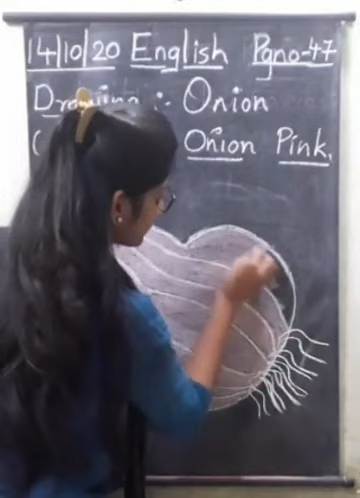 14/10/20 English Pgno-47
Drawing :- Onion
( Onion Pink.